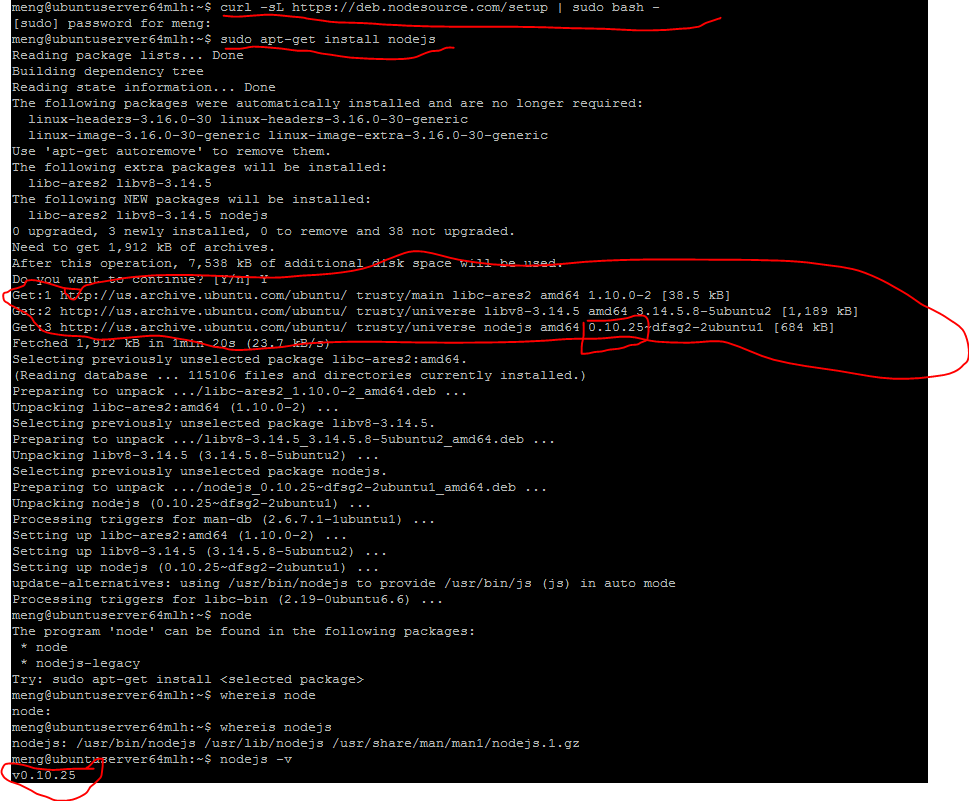 meng@ubuntuserver64mlh:~$ curl -sL https://deb.nodesource.com/setup | sudo bash -
[sudo] password for meng:
meng@ubuntuserver64mlh:~$ sudo apt-get install nodejs
Reading package lists... Done
Building dependency tree
Reading state information... Done
The following packages were automatically installed and are no longer required:
  linux-headers-3.16.0-30 linux-headers-3.16.0-30-generic
  linux-image-3.16.0-30-generic linux-image-extra-3.16.0-30-generic
Use 'apt-get autoremove' to remove them.
The following extra packages will be installed:
  libc-ares2 libv8-3.14.5
The following NEW packages will be installed:
  libc-ares2 libv8-3.14.5 nodejs
0 upgraded, 3 newly installed, 0 to remove and 38 not upgraded.
Need to get 1,912 kB of archives.
After this operation, 7,538 kB of additional disk space will be used.
Do you want to continue? [Y/n] Y
Get:1 http://us.archive.ubuntu.com/ubuntu/ trusty/main libc-ares2 amd64 1.10.0-2 [38.5 kB]
Get:2 http://us.archive.ubuntu.com/ubuntu/ trusty/universe libv8-3.14.5 amd64 3.14.5.8-5ubuntu2 [1,189 kB]
Get:3 http://us.archive.ubuntu.com/ubuntu/ trusty/universe nodejs amd64 0.10.25~dfsg2-2ubuntu1 [684 kB]
Fetched 1,912 kB in 1min 20s (23.7 kB/s)
Selecting previously unselected package libc-ares2:amd64.
(Reading database ... 115106 files and directories currently installed.)
Preparing to unpack .../libc-ares2_1.10.0-2_amd64.deb ...
Unpacking libc-ares2:amd64 (1.10.0-2) ...
Selecting previously unselected package libv8-3.14.5.
Preparing to unpack .../libv8-3.14.5_3.14.5.8-5ubuntu2_amd64.deb ...
Unpacking libv8-3.14.5 (3.14.5.8-5ubuntu2) ...
Selecting previously unselected package nodejs.
Preparing to unpack .../nodejs_0.10.25~dfsg2-2ubuntu1_amd64.deb ...
Unpacking nodejs (0.10.25~dfsg2-2ubuntu1) ...
Processing triggers for man-db (2.6.7.1-1ubuntu1) ...
Setting up libc-ares2:amd64 (1.10.0-2) ...
Setting up libv8-3.14.5 (3.14.5.8-5ubuntu2) ...
Setting up nodejs (0.10.25~dfsg2-2ubuntu1) ...
update-alternatives: using /usr/bin/nodejs to provide /usr/bin/js (js) in auto mode
Processing triggers for libc-bin (2.19-0ubuntu6.6) ...
meng@ubuntuserver64mlh:~$ node
The program 'node' can be found in the following packages:
 * node
 * nodejs-legacy
Try: sudo apt-get install <selected package>
meng@ubuntuserver64mlh:~$ whereis node
node:
meng@ubuntuserver64mlh:~$ whereis nodejs
nodejs: /usr/bin/nodejs /usr/lib/nodejs /usr/share/man/man1/nodejs.1.gz
meng@ubuntuserver64mlh:~$ nodejs -v
v0.10.25